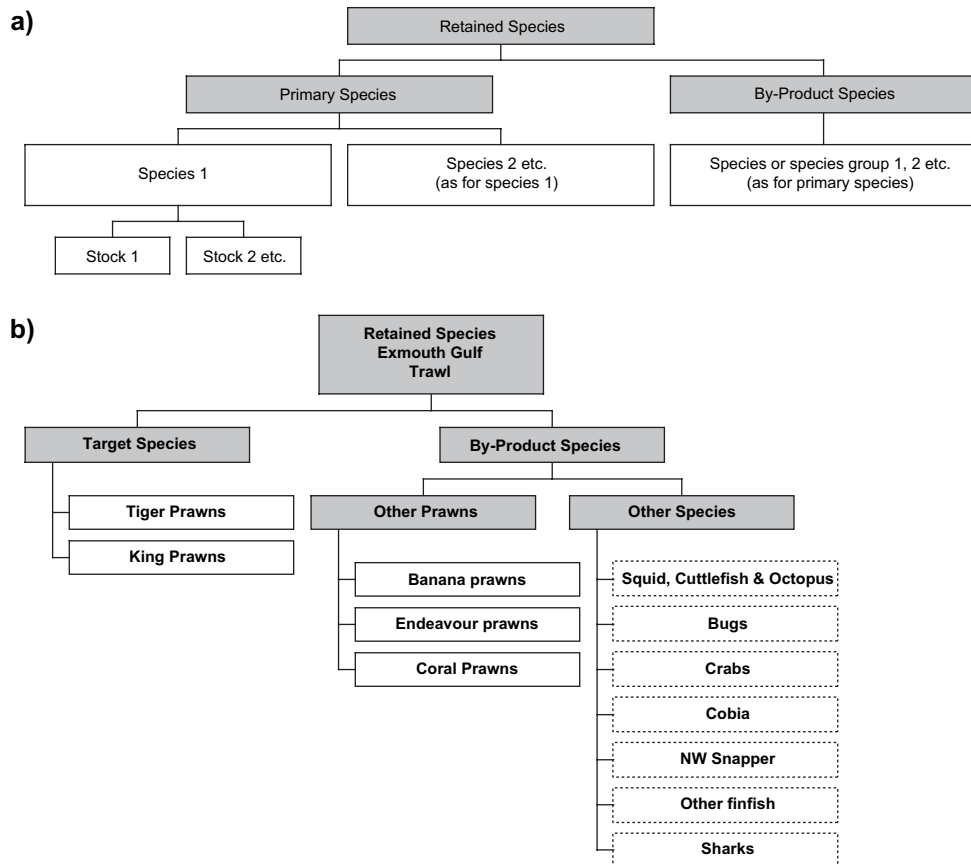 a)
Retained Species
Primary Species
By-Product Species
Species 1
Species 2 etc.
(as for species 1)
Species or species group 1, 2 etc.
(as for primary species)
Stock 1
Stock 2 etc.
b)
Retained Species
Exmouth Gulf
Trawl
Target Species
By-Product Species
Tiger Prawns
King Prawns
Other Prawns
Other Species
Banana prawns
Endeavour prawns
Coral Prawns
Squid, Cuttlefish & Octopus
Bugs
Crabs
Cobia
NW Snapper
Other finfish
Sharks